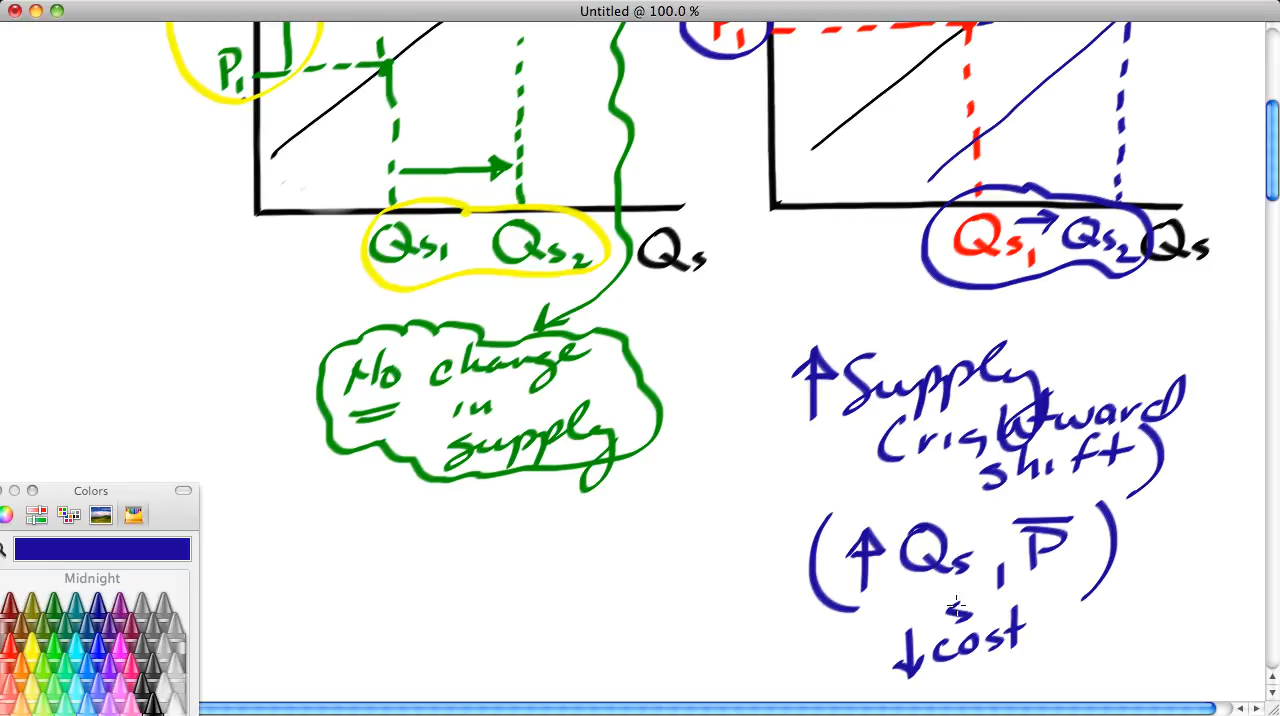 Untitled @ 100.0 %
P₁
P₁
Qs₁ Qs₂ Qs
Qs₁ → Qs₂ Qs
No change
in
supply
↑ Supply
(rightward
shift)
(↑ Qs, P̅)
↓ cost
Colors
Midnight